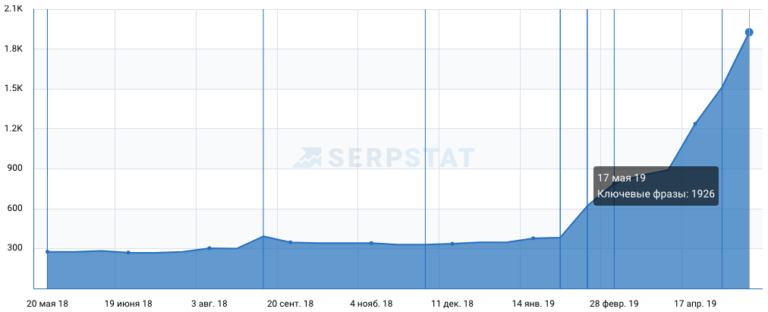 2.1K
1.8K
1.5K
1.2K
900
600
300
SERPSTAT
17 мая 19
Ключевые фразы: 1926
20 мая 18
19 июня 18
3 авг. 18
20 сент. 18
4 нояб. 18
11 дек. 18
14 янв. 19
28 февр. 19
17 апр. 19